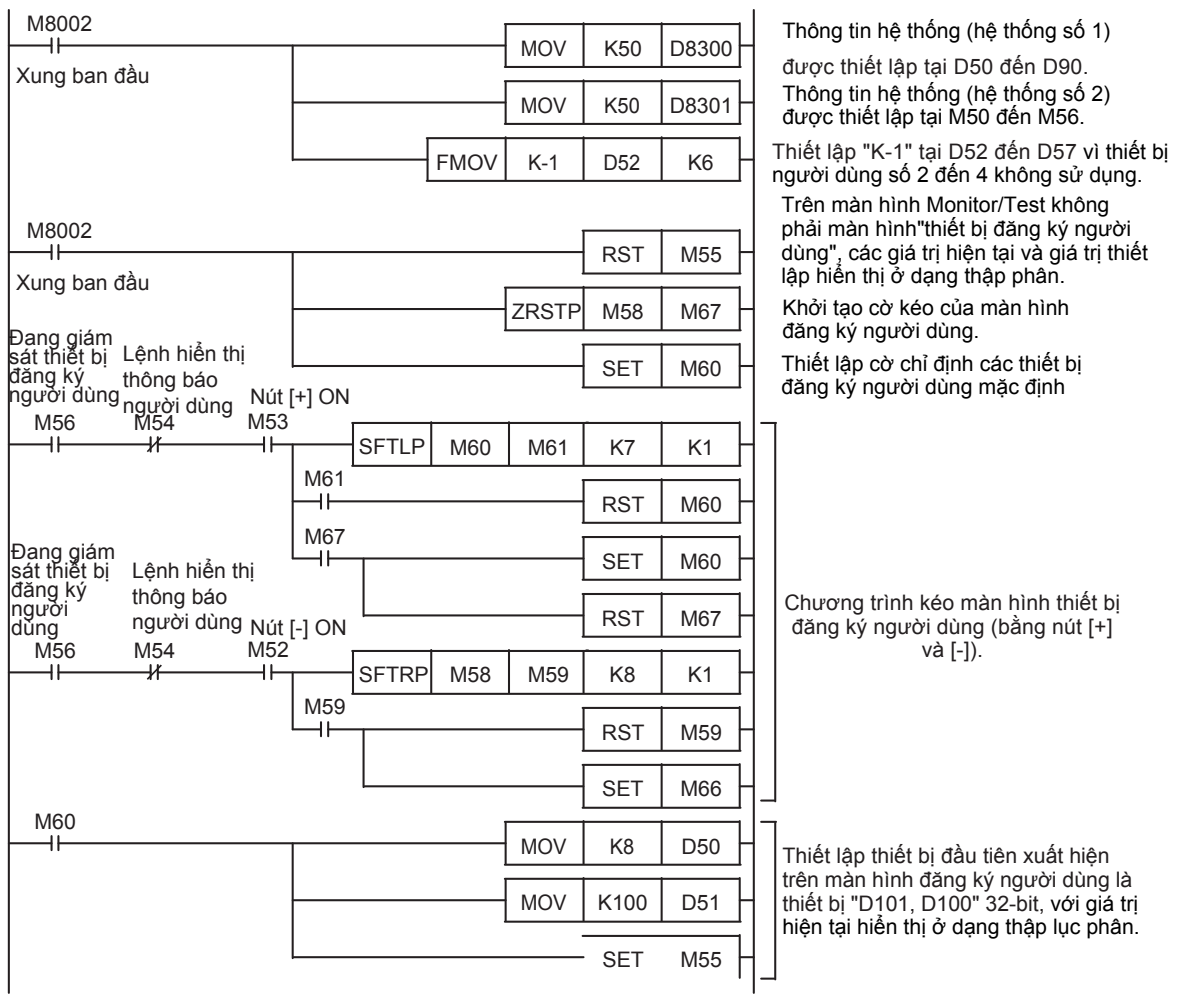 M8002
MOV K50 D8300
Thông tin hệ thống (hệ thống số 1)
được thiết lập tại D50 đến D90.
Xung ban đầu
MOV K50 D8301
Thông tin hệ thống (hệ thống số 2)
được thiết lập tại M50 đến M56.
FMOV K-1 D52 K6
Thiết lập "K-1" tại D52 đến D57 vì thiết bị
người dùng số 2 đến 4 không sử dụng.
M8002
RST M55
Xung ban đầu
Trên màn hình Monitor/Test không
phải màn hình"thiết bị đăng ký người
dùng", các giá trị hiện tại và giá trị thiết
lập hiển thị ở dạng thập phân.
ZRSTP M58 M67
Khởi tạo cờ kéo của màn hình
đăng ký người dùng.
SET M60
Thiết lập cờ chỉ định các thiết bị
đăng ký người dùng mặc định
Đang giám
sát thiết bị
đăng ký
người dùng
Lệnh hiển thị
thông báo
người dùng
Nút [+] ON
M56 M54 M53
SFTLP M60 M61 K7 K1
M61
RST M60
M67
SET M60
RST M67
Đang giám
sát thiết bị
đăng ký
người
dùng
Lệnh hiển thị
thông báo
người dùng
Nút [-] ON
M56 M54 M52
SFTRP M58 M59 K8 K1
M59
RST M59
SET M66
Chương trình kéo màn hình thiết bị
đăng ký người dùng (bằng nút [+]
và [-]).
M60
MOV K8 D50
MOV K100 D51
SET M55
Thiết lập thiết bị đầu tiên xuất hiện
trên màn hình đăng ký người dùng là
thiết bị "D101, D100" 32-bit, với giá trị
hiện tại hiển thị ở dạng thập lục phân.